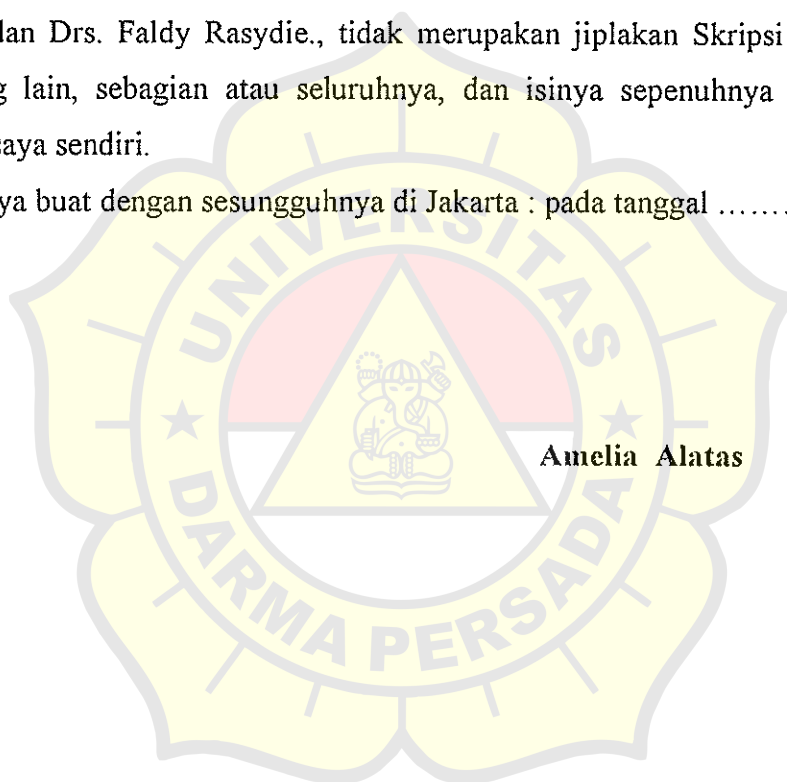 dan Drs. Faldy Rasydie., tidak merupakan jiplakan Skripsi
lain, sebagian atau seluruhnya, dan isinya sepenuhnya
saya sendiri.
buat dengan sesungguhnya di Jakarta : pada tanggal .......
UNIVERSITAS
Amelia Alatas
DARMA PERSADA